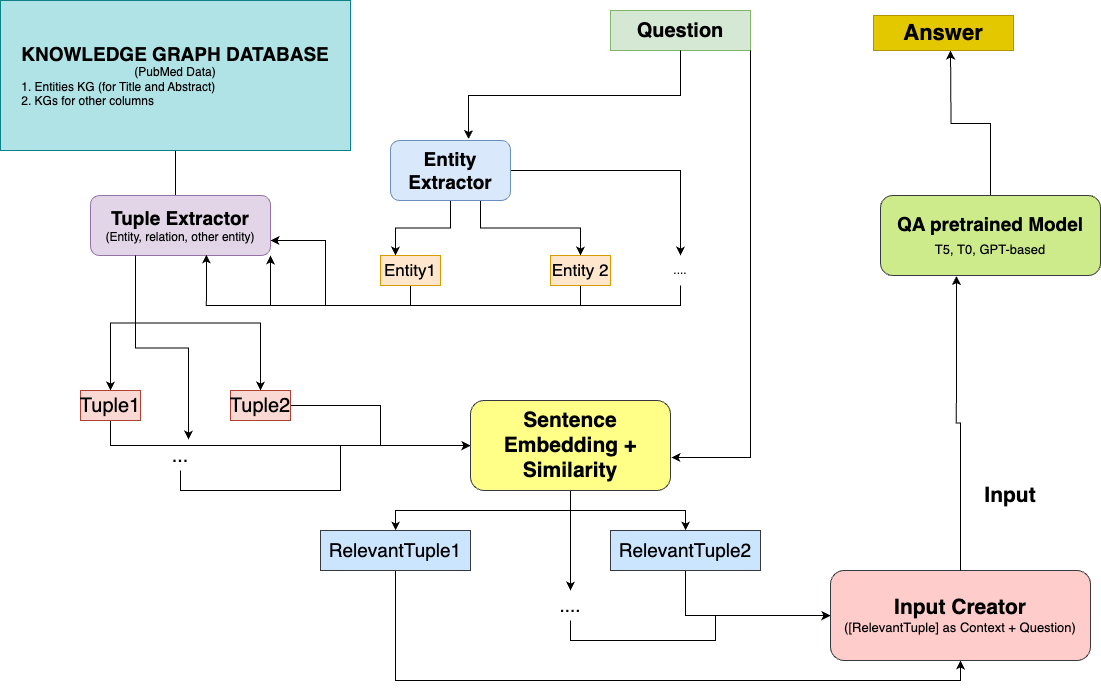 KNOWLEDGE GRAPH DATABASE
(PubMed Data)
1. Entities KG (for Title and Abstract)
2. KGs for other columns
Question
Answer
Entity
Extractor
Tuple Extractor
(Entity, relation, other entity)
QA pretrained Model
T5, T0, GPT-based
Entity1
Entity 2
....
Tuple1
Tuple2
...
Sentence
Embedding +
Similarity
Input
RelevantTuple1
RelevantTuple2
....
Input Creator
([RelevantTuple] as Context + Question)